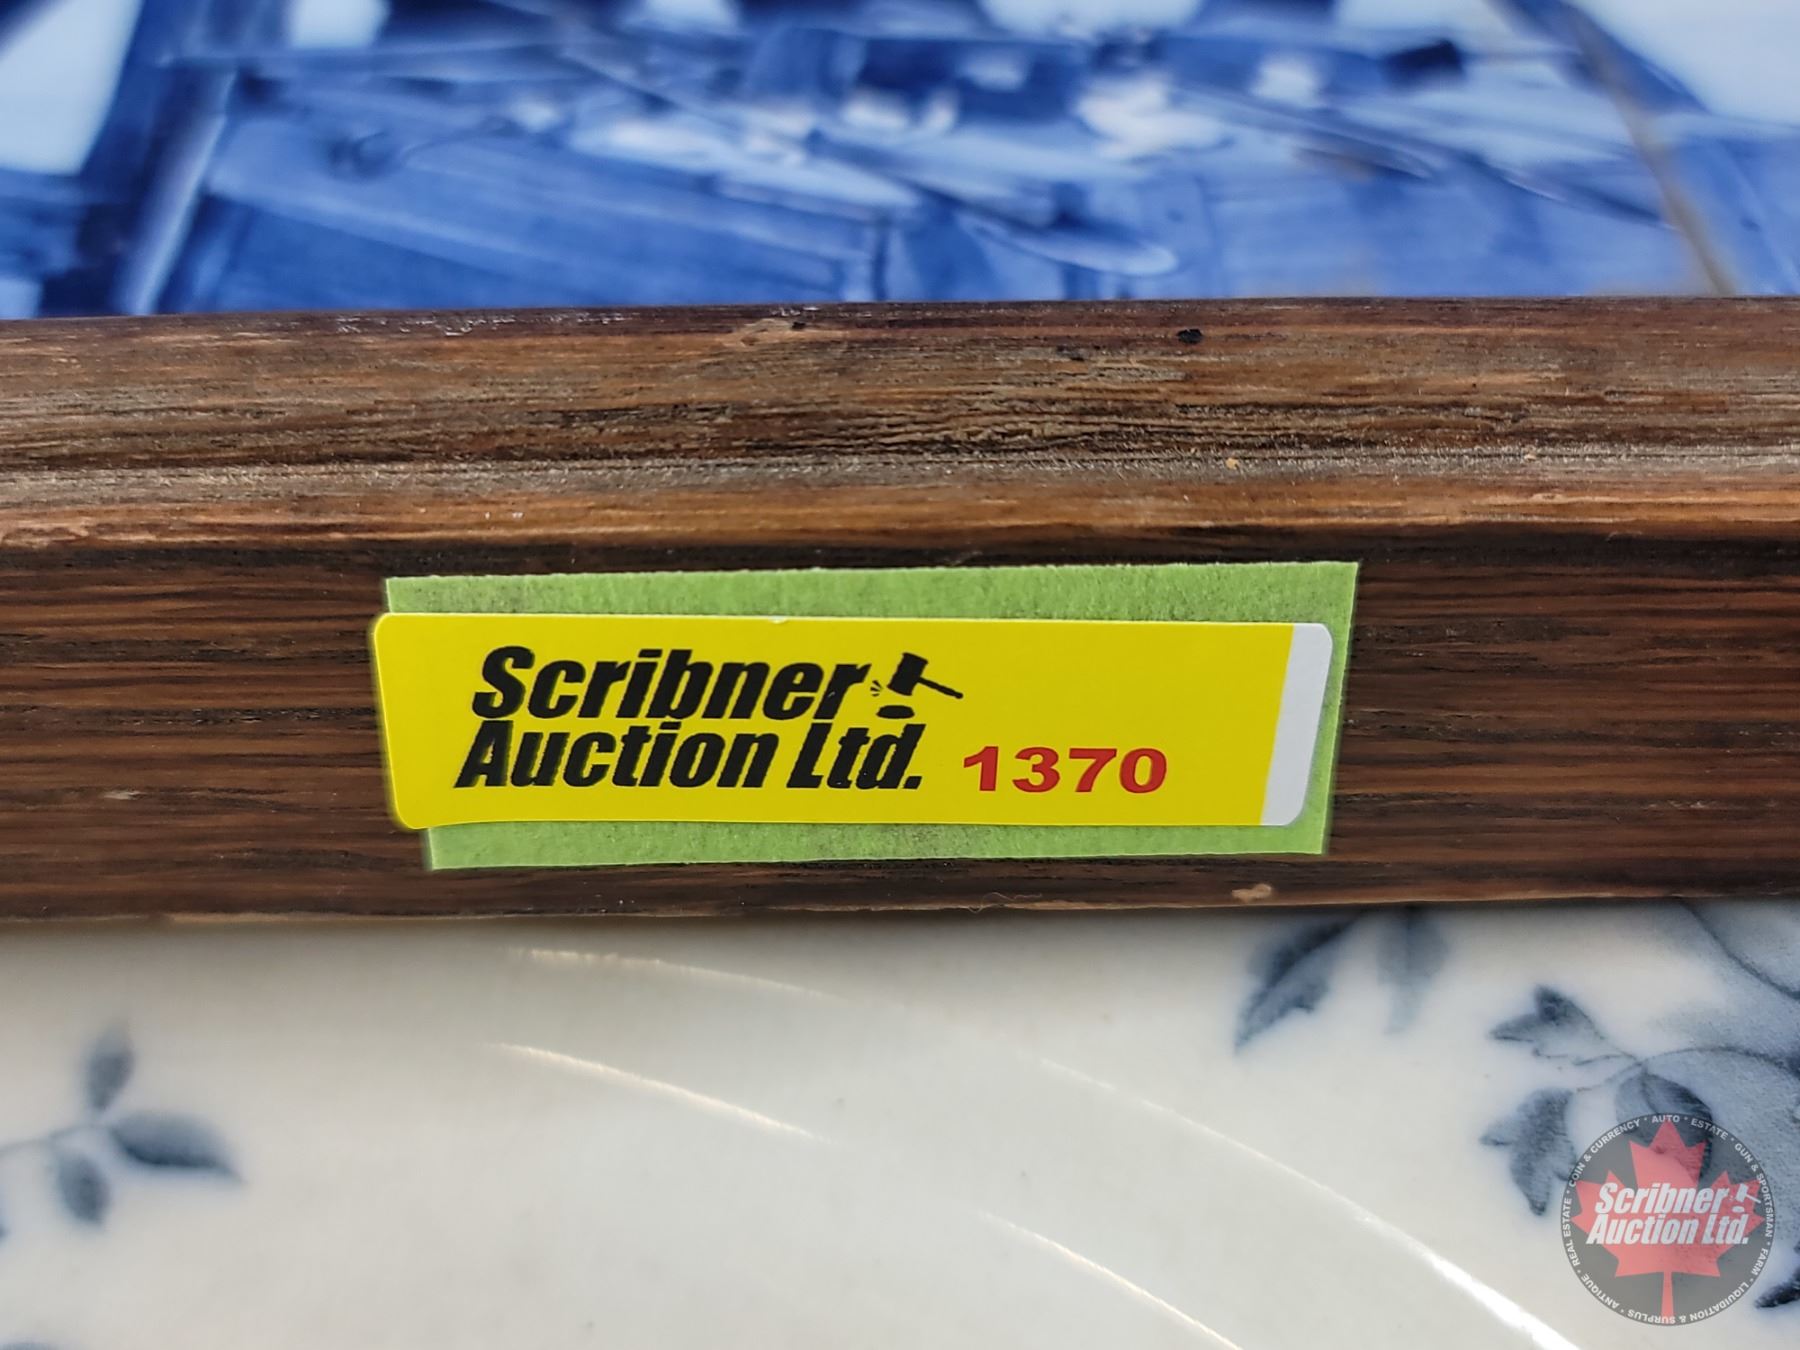 Scribner
Auction Ltd. 1370
COIN & CURRENCY • AUTO • ESTATE • GUN & SPORTSMAN • FARM • LIQUIDATION & SURPLUS • ANTIQUE • REAL ESTATE •
Scribner
Auction Ltd.